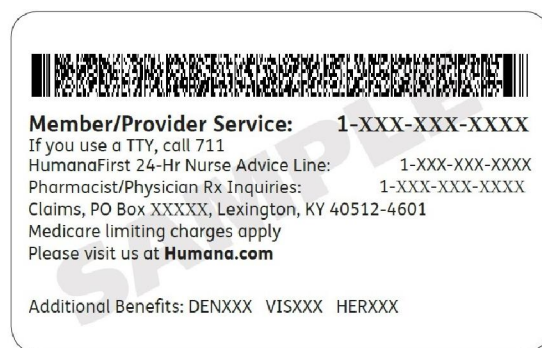 Member/Provider Service: 1-XXX-XXX-XXXX
If you use a TTY, call 711
HumanaFirst 24-Hr Nurse Advice Line: 1-XXX-XXX-XXXX
Pharmacist/Physician Rx Inquiries: 1-XXX-XXX-XXXX
Claims, PO Box XXXXX, Lexington, KY 40512-4601
Medicare limiting charges apply
Please visit us at Humana.com
SAMPLE
Additional Benefits: DENXXX VISXXX HERXXX